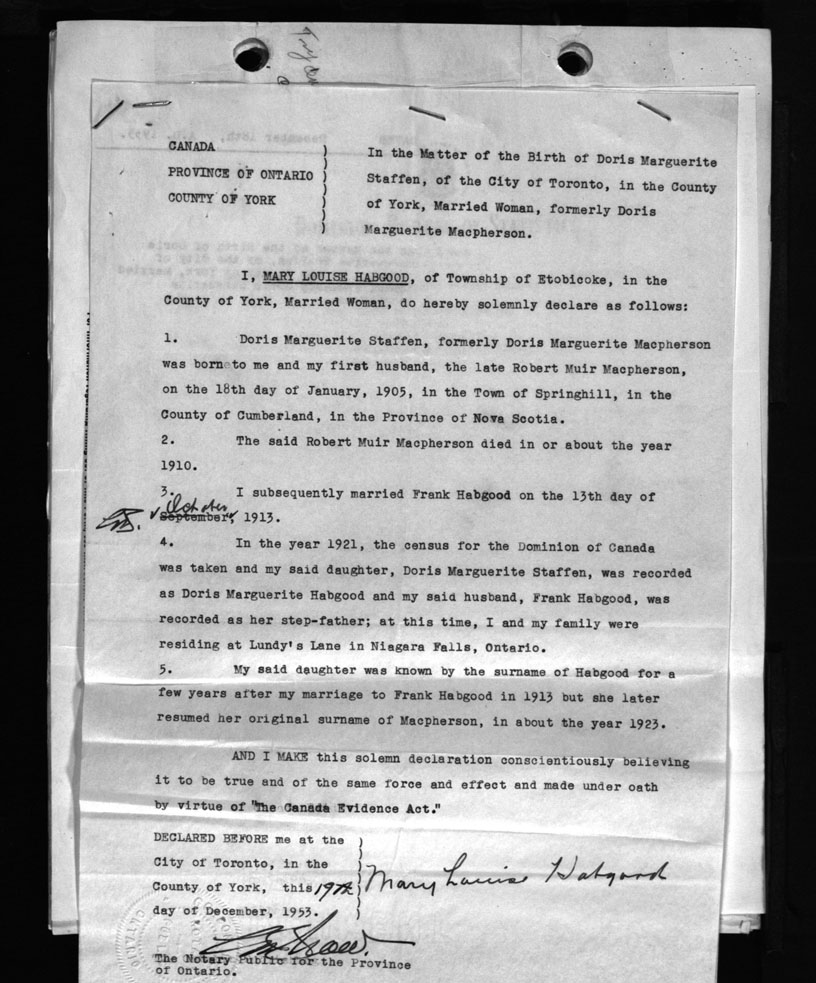 CANADA
PROVINCE OF ONTARIO
COUNTY OF YORK
In the Matter of the Birth of Doris Marguerite
Staffen, of the City of Toronto, in the County
of York, Married Woman, formerly Doris
Marguerite Macpherson.
I, MARY LOUISE HABGOOD, of Township of Etobicoke, in the
County of York, Married Woman, do hereby solemnly declare as follows:
1. Doris Marguerite Staffen, formerly Doris Marguerite Macpherson
was born to me and my first husband, the late Robert Muir Macpherson,
on the 18th day of January, 1905, in the Town of Springhill, in the
County of Cumberland, in the Province of Nova Scotia.
2. The said Robert Muir Macpherson died in or about the year
1910.
3. I subsequently married Frank Habgood on the 13th day of
October
September, 1913.
4. In the year 1921, the census for the Dominion of Canada
was taken and my said daughter, Doris Marguerite Staffen, was recorded
as Doris Marguerite Habgood and my said husband, Frank Habgood, was
recorded as her step-father; at this time, I and my family were
residing at Lundy's Lane in Niagara Falls, Ontario.
5. My said daughter was known by the surname of Habgood for a
few years after my marriage to Frank Habgood in 1913 but she later
resumed her original surname of Macpherson, in about the year 1923.
AND I MAKE this solemn declaration conscientiously believing
it to be true and of the same force and effect and made under oath
by virtue of "The Canada Evidence Act."
DECLARED BEFORE me at the
City of Toronto, in the
County of York, this 19th
day of December, 1953.
Mary Louise Habgood
The Notary Public for the Province
of Ontario.